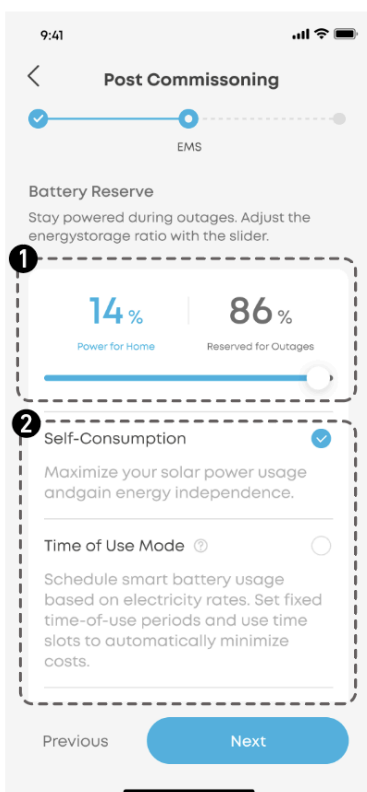 9:41
Post Commissoning
EMS
Battery Reserve
Stay powered during outages. Adjust the
energystorage ratio with the slider.
1
14 %
86 %
Power for Home
Reserved for Outages
2
Self-Consumption
Maximize your solar power usage
andgain energy independence.
Time of Use Mode ?
Schedule smart battery usage
based on electricity rates. Set fixed
time-of-use periods and use time
slots to automatically minimize
costs.
Previous
Next